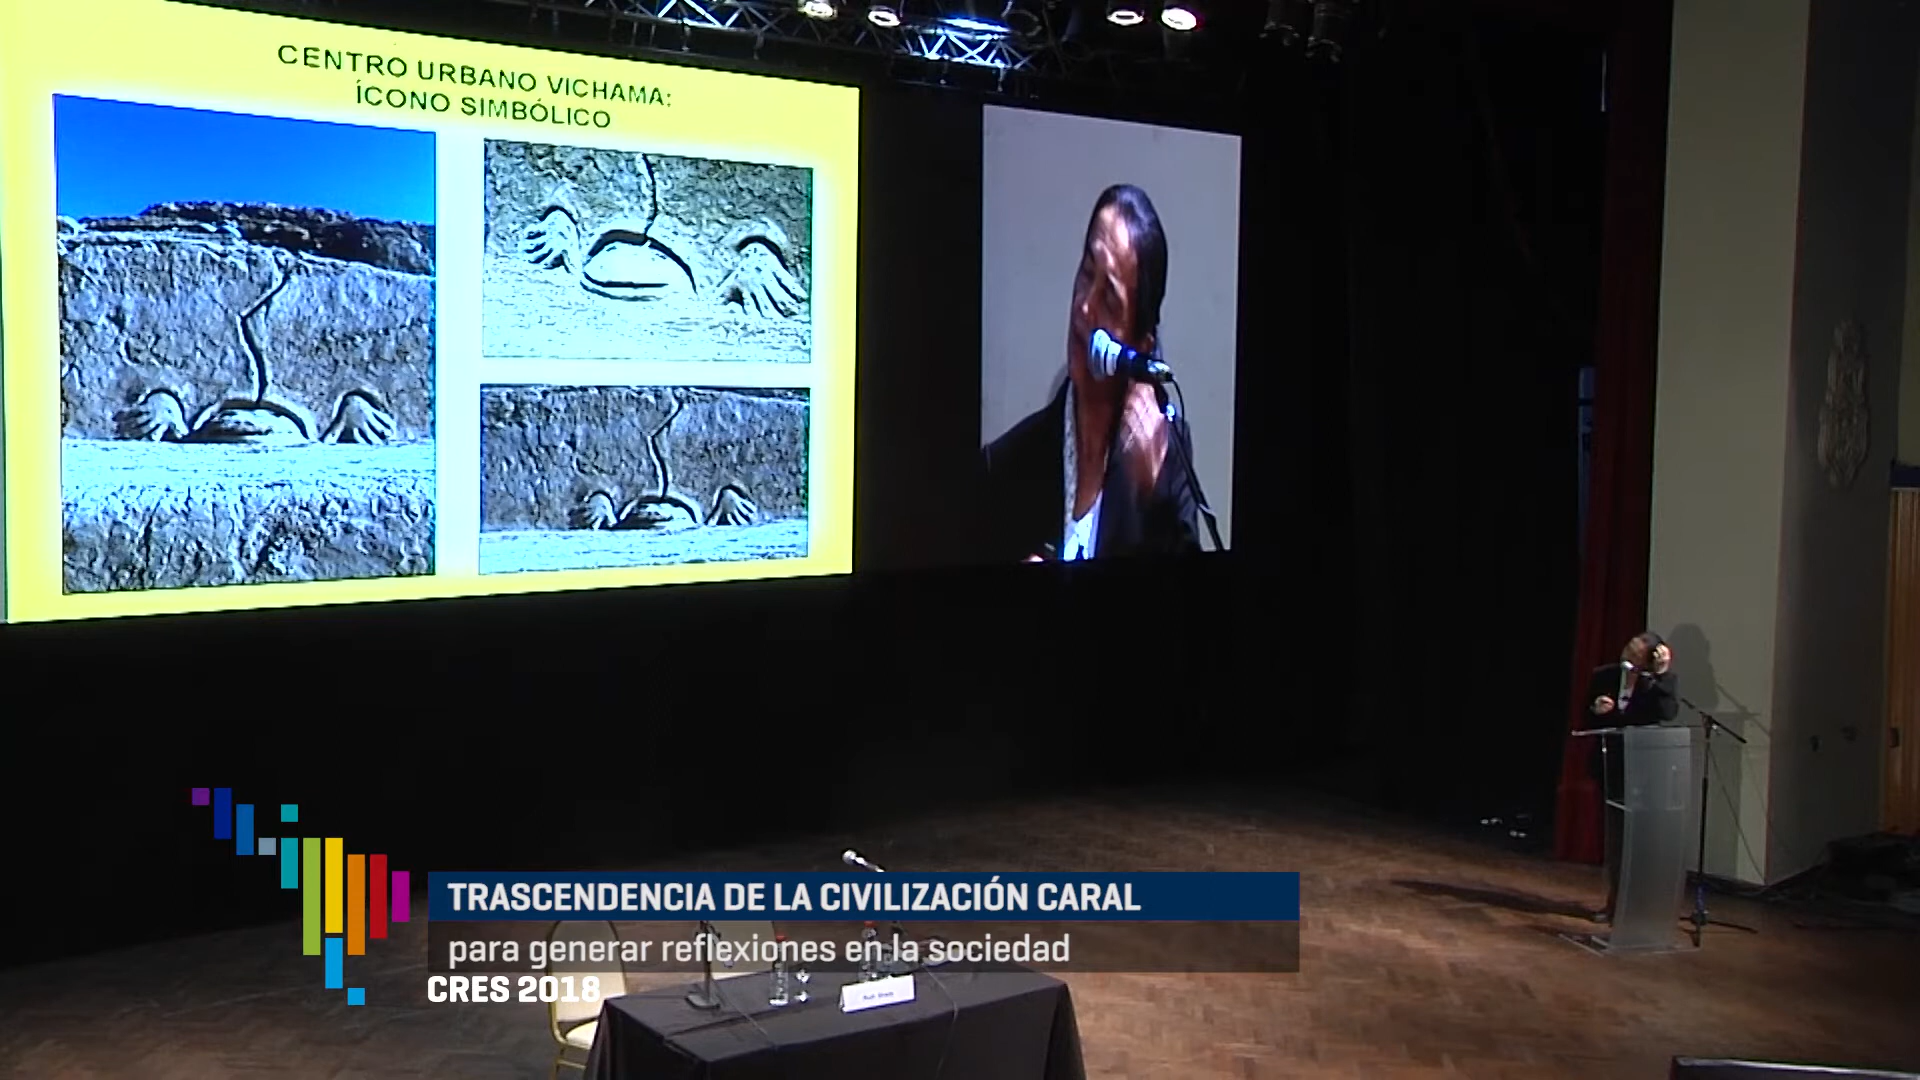 CENTRO URBANO VICHAMA:
ÍCONO SIMBÓLICO
TRASCENDENCIA DE LA CIVILIZACIÓN CARAL
para generar reflexiones en la sociedad
CRES 2018